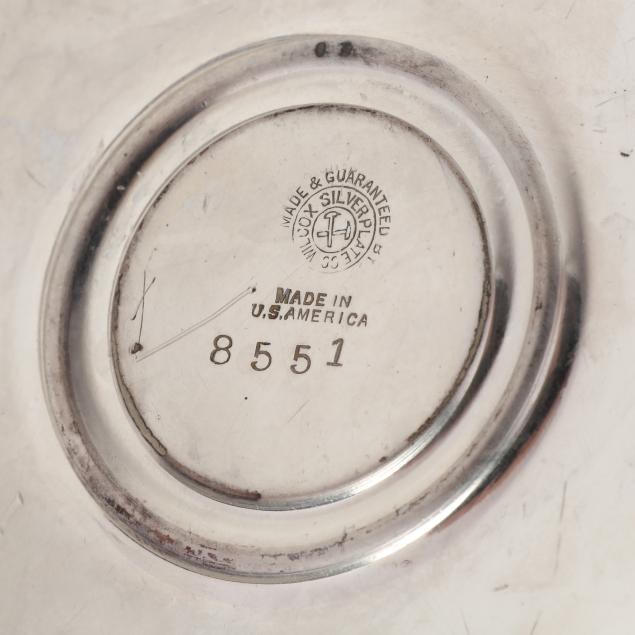 MADE & GUARANTEED BY
WILCOX SILVERPLATE CO
MADE IN
U.S.AMERICA
8551